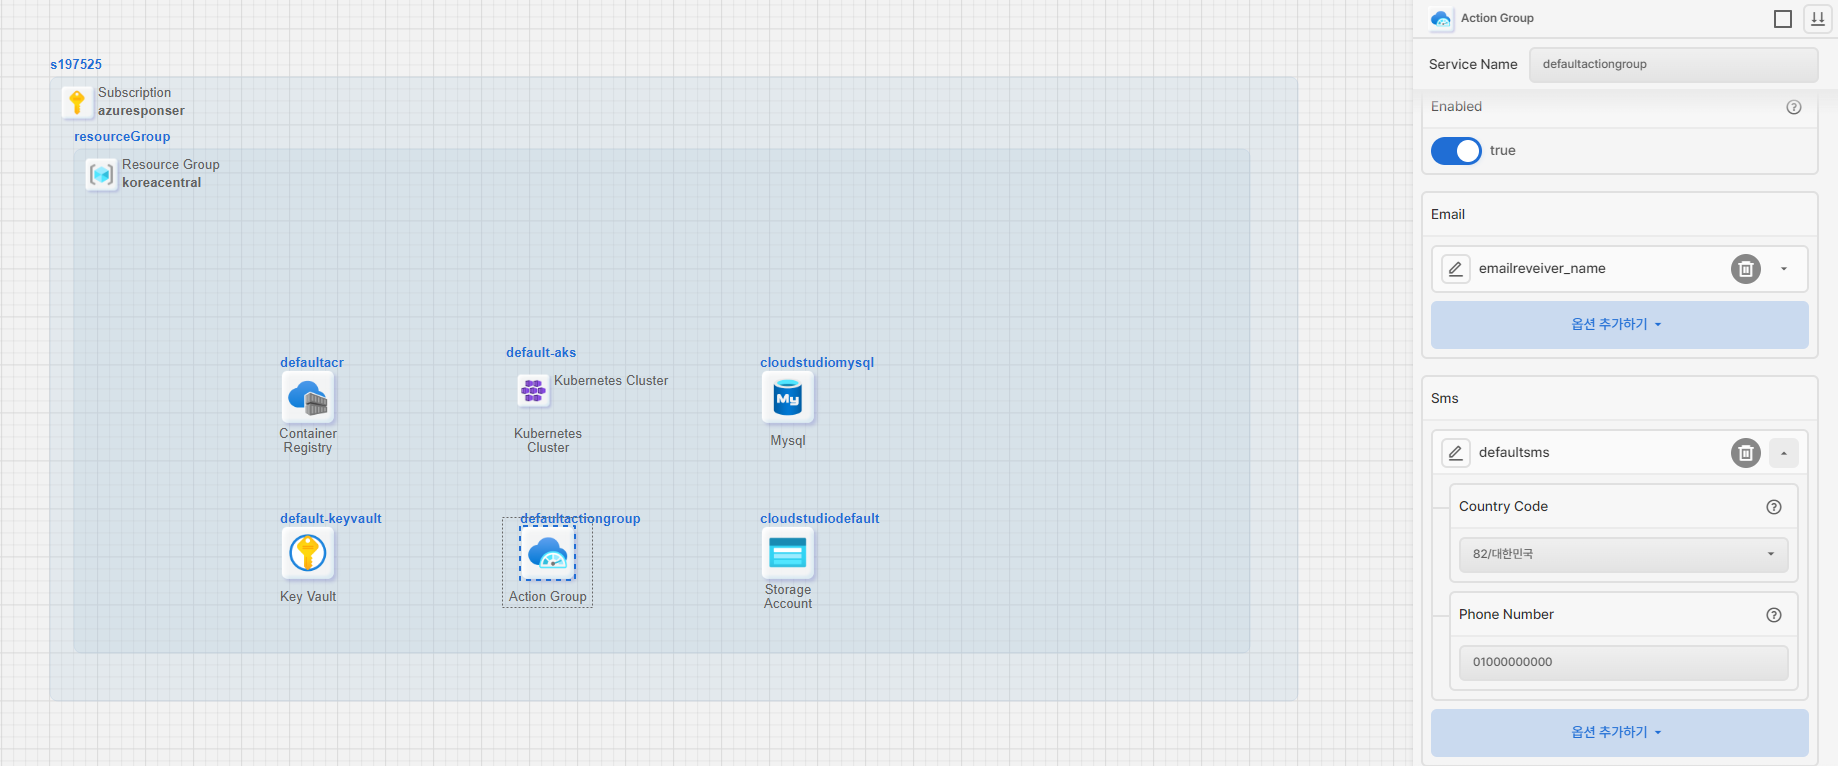 s197525
Subscription
azuresponser
resourceGroup
Resource Group
koreacentral
defaultacr
Container
Registry
default-aks
Kubernetes Cluster
Kubernetes
Cluster
cloudstudiomysql
My
Mysql
default-keyvault
Key Vault
defaultactiongroup
Action Group
cloudstudiodefault
Storage
Account
Action Group
Service Name
defaultactiongroup
Enabled
true
Email
emailreveiver_name
옵션 추가하기
Sms
defaultsms
Country Code
82/대한민국
Phone Number
01000000000
옵션 추가하기